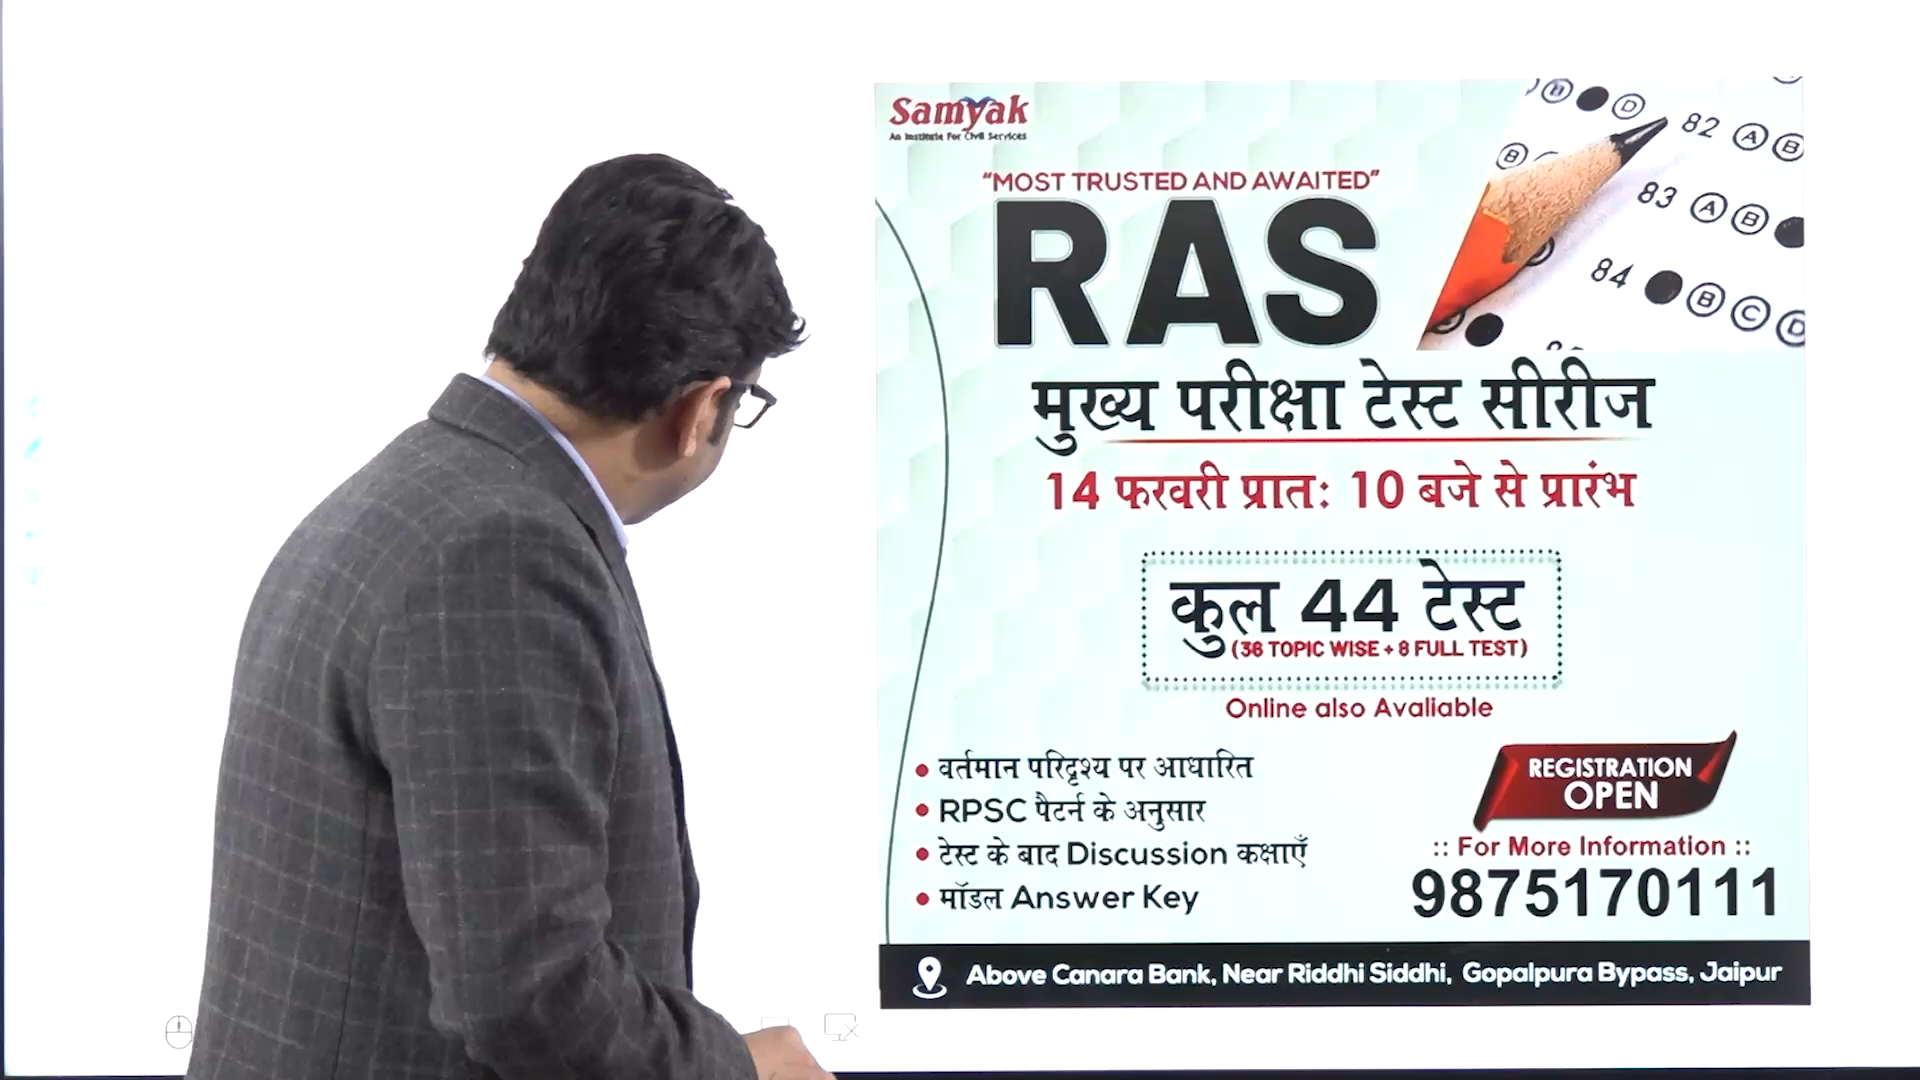 Samyak
An Institute For Civil Services
“MOST TRUSTED AND AWAITED”
RAS
मुख्य परीक्षा टेस्ट सीरीज
14 फरवरी प्रात: 10 बजे से प्रारंभ
कुल 44 टेस्ट
(36 TOPIC WISE + 8 FULL TEST)
Online also Avaliable
• वर्तमान परिदृश्य पर आधारित
• RPSC पैटर्न के अनुसार
• टेस्ट के बाद Discussion कक्षाएँ
• मॉडल Answer Key
REGISTRATION
OPEN
:: For More Information ::
9875170111
Above Canara Bank, Near Riddhi Siddhi, Gopalpura Bypass, Jaipur
D
82 A B
B
83 A B
84 B C D